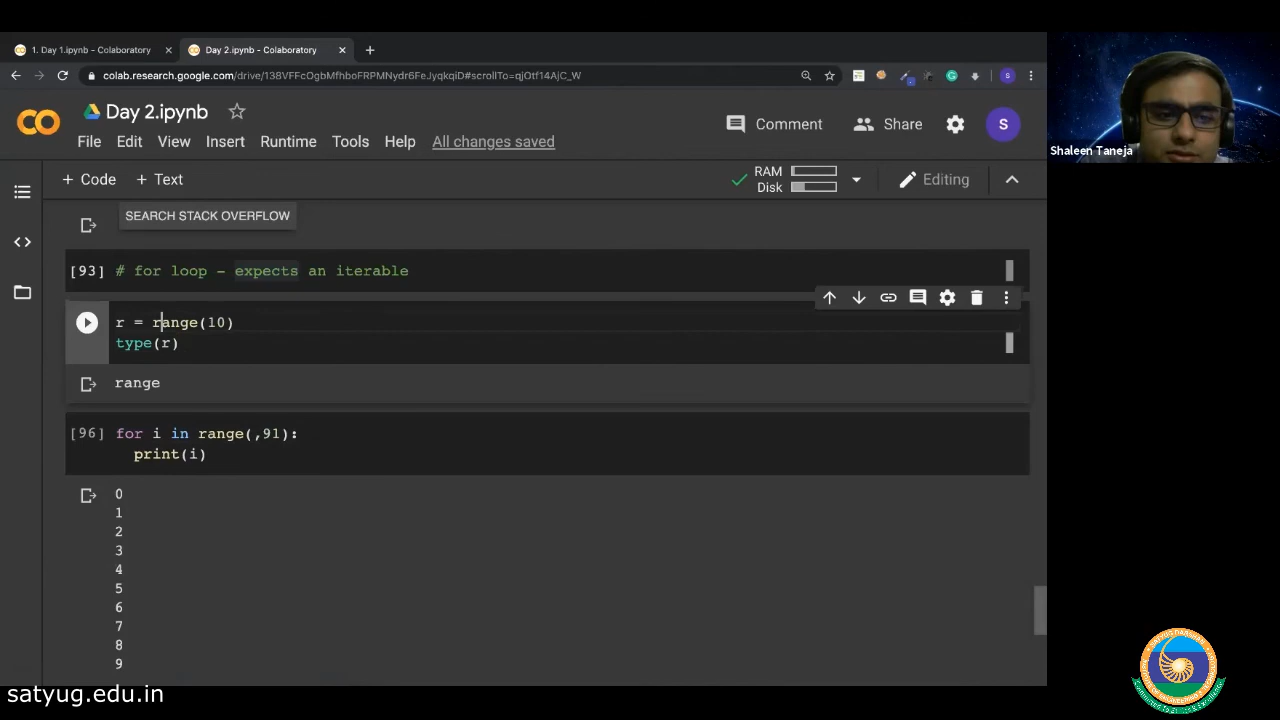 1. Day 1.ipynb - Colaboratory
Day 2.ipynb - Colaboratory
colab.research.google.com/drive/138VFFcOgbMfhboFRPMNydr6FeJyqkqiD#scrollTo=qjOtf14AjC_W
S
CO
Day 2.ipynb
Comment
Share
S
File Edit View Insert Runtime Tools Help All changes saved
+ Code + Text
RAM
Disk
Editing
SEARCH STACK OVERFLOW
[93] # for loop - expects an iterable
r = range(10)
type(r)
range
[96] for i in range(,91):
print(i)
0
1
2
3
4
5
6
7
8
9
Shaleen Taneja
satyug.edu.in